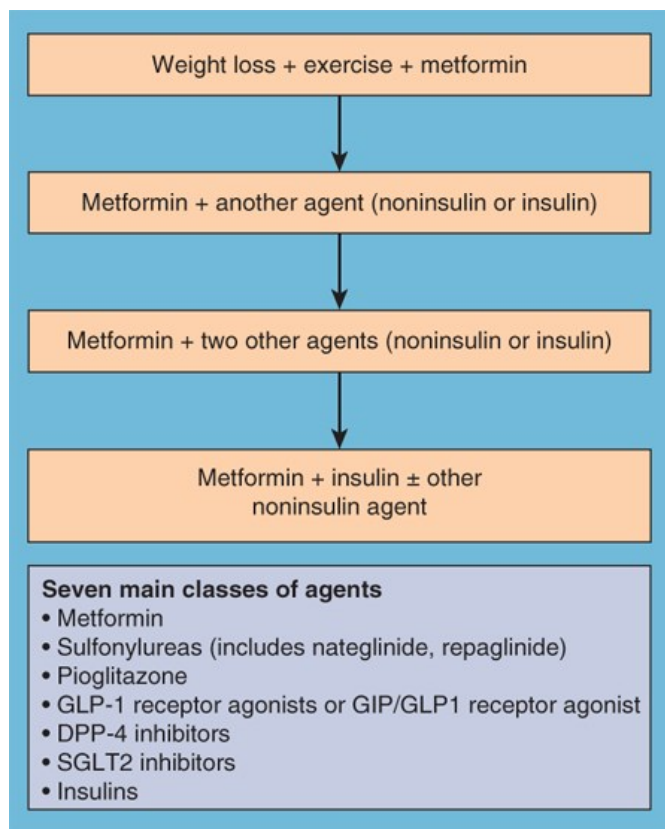 Weight loss + exercise + metformin
Metformin + another agent (noninsulin or insulin)
Metformin + two other agents (noninsulin or insulin)
Metformin + insulin ± other
noninsulin agent
Seven main classes of agents
• Metformin
• Sulfonylureas (includes nateglinide, repaglinide)
• Pioglitazone
• GLP-1 receptor agonists or GIP/GLP1 receptor agonist
• DPP-4 inhibitors
• SGLT2 inhibitors
• Insulins